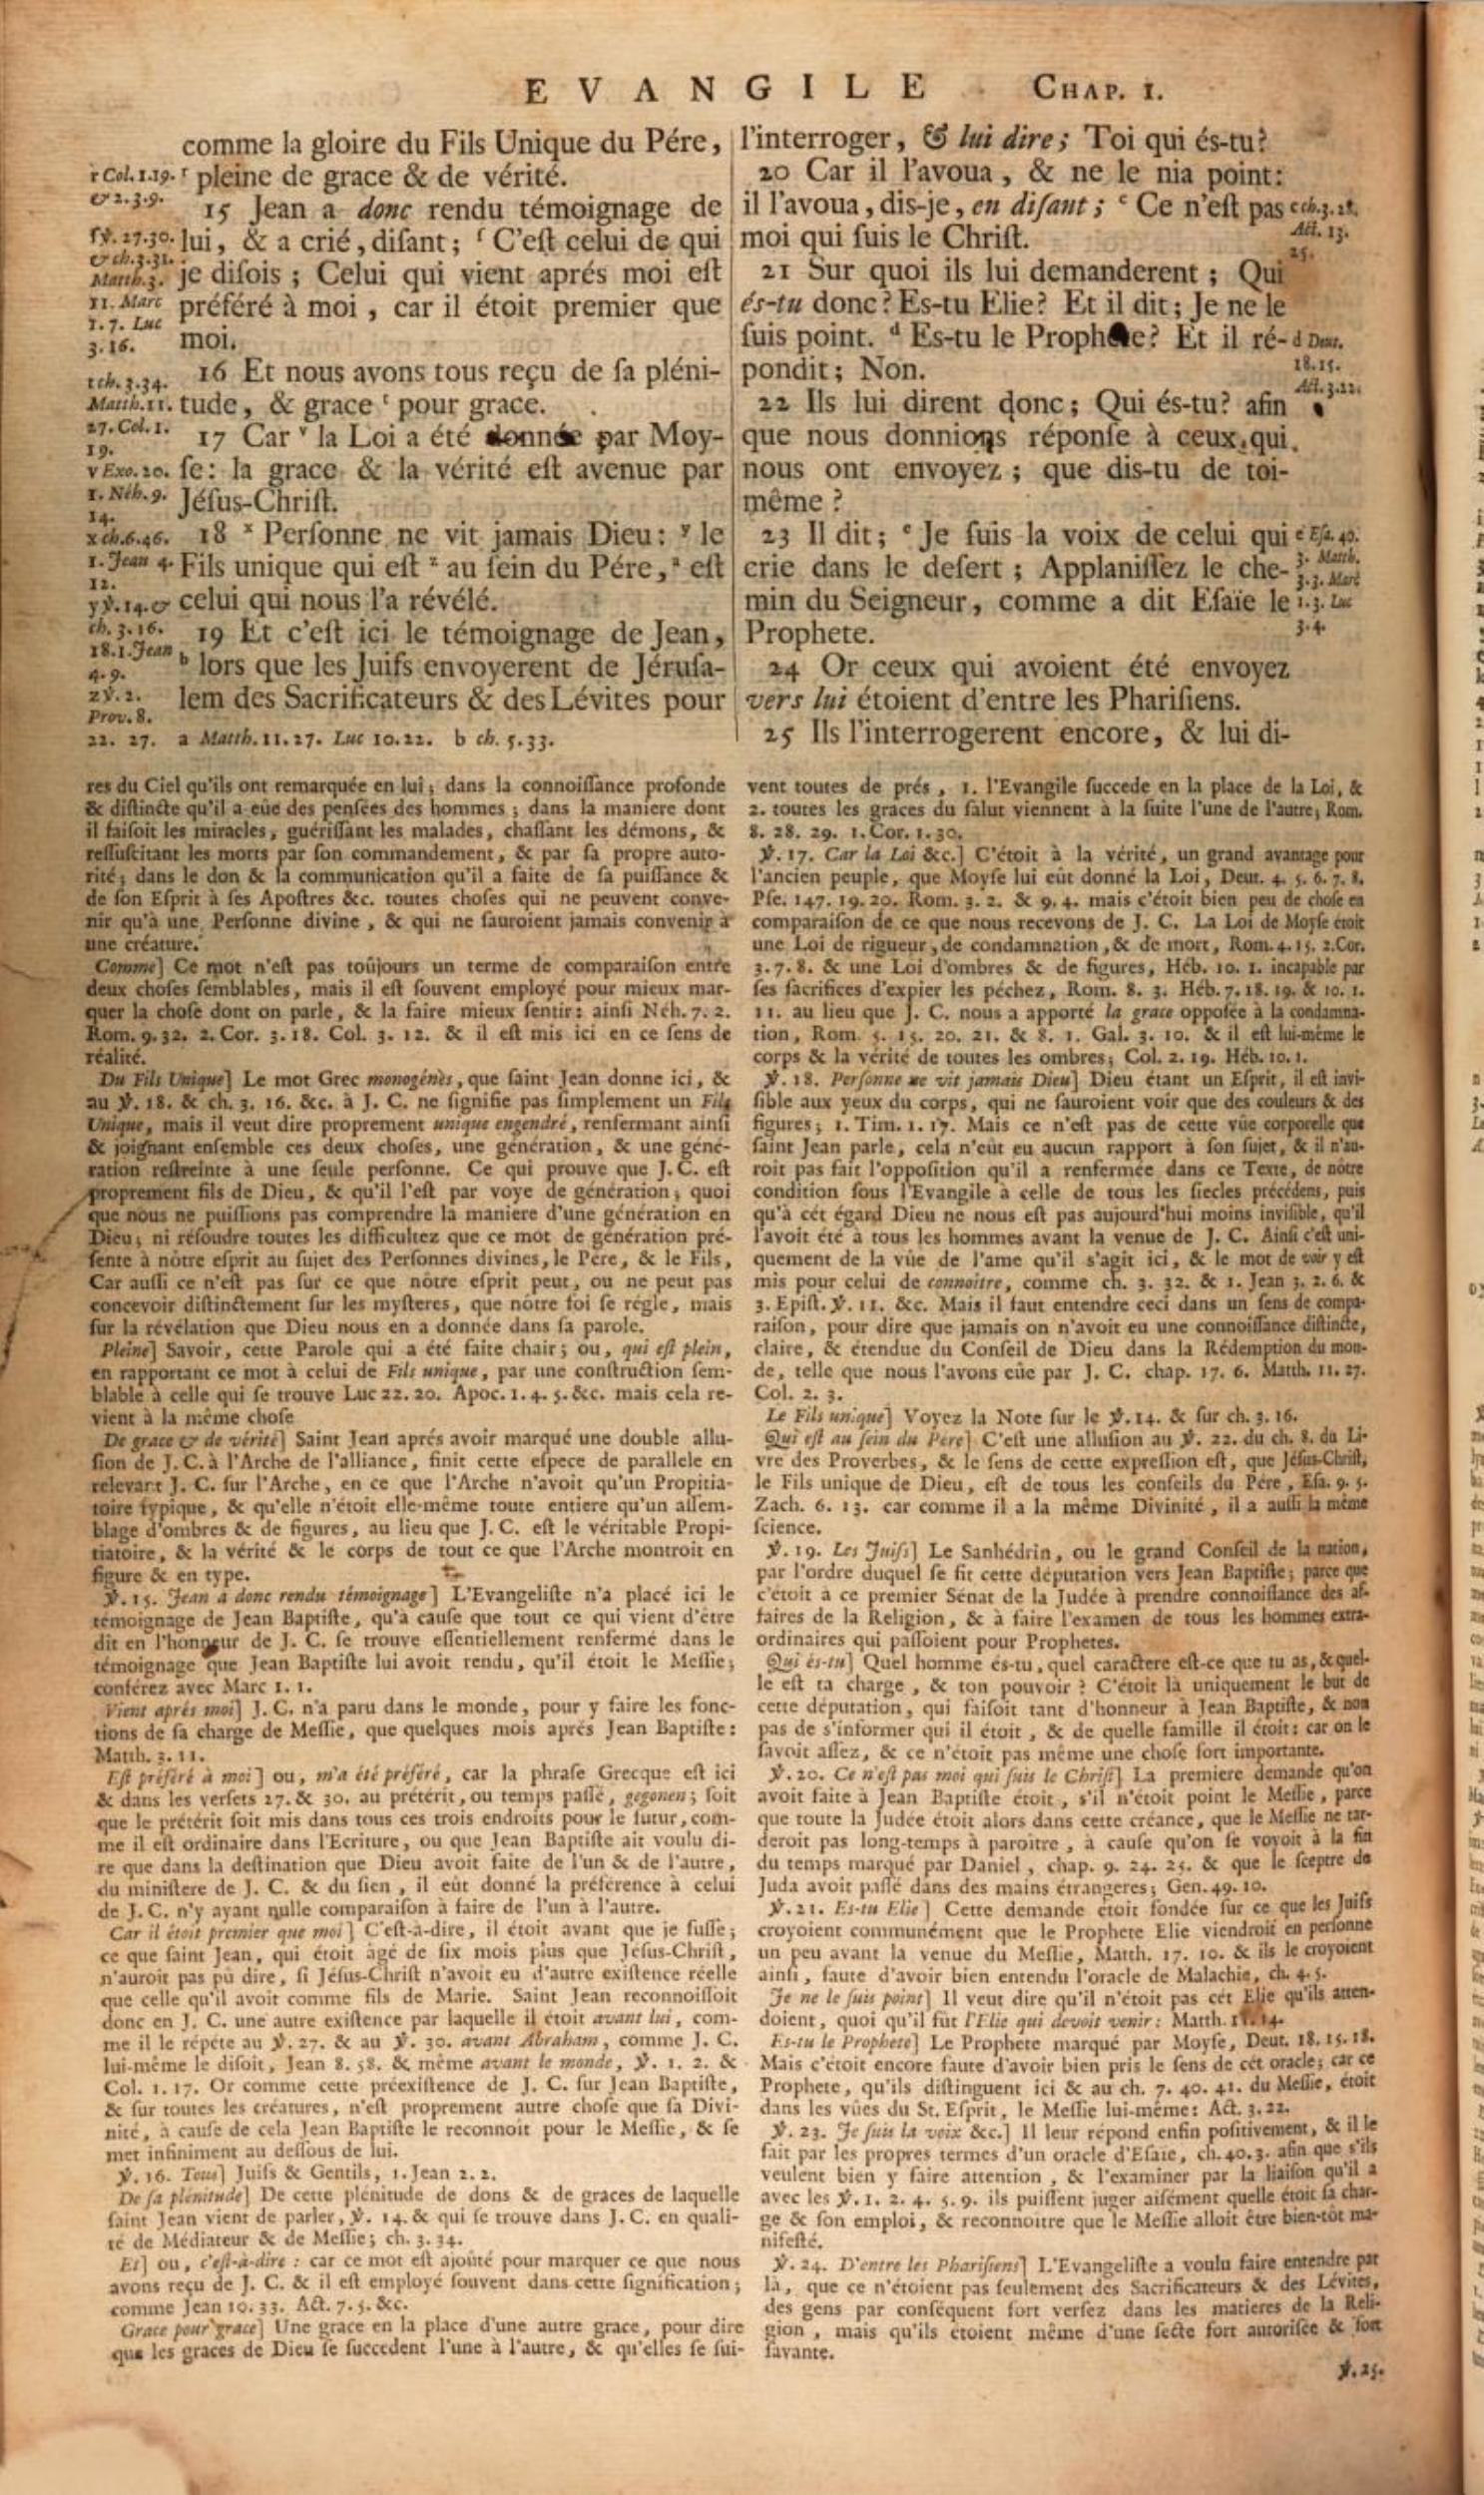 EVANGILE CHAP. I.
comme la gloire du Fils Unique du Pére,
r pleine de grace & de vérité.
15 Jean a donc rendu témoignage de
lui, & a crié, disant; ſ C'est celui de qui
je disois ; Celui qui vient aprés moi est
préféré à moi , car il étoit premier que
moi.
16 Et nous avons tous reçu de sa pléni-
tude, & grace t pour grace.
17 Car v la Loi a été donnée par Moy-
se: la grace & la vérité est avenue par
Jésus-Christ.
18 x Personne ne vit jamais Dieu: y le
Fils unique qui est z au sein du Pére, a est
celui qui nous l'a révélé.
19 Et c'est ici le témoignage de Jean,
b lors que les Juifs envoyerent de Jérusa-
lem des Sacrificateurs & des Lévites pour
r Col. 1.19.
& 2.3.9.
ſ ℣. 27.30.
& ch. 3.31.
Matth. 3.
11. Marc
1.7. Luc
3.16.
t ch. 3.34.
Matth. 11.
27. Col. 1.
19.
v Exo. 20.
1. Néh. 9.
14.
x ch. 6.46.
1. Jean 4.
12.
y ℣. 14. &
ch. 3.16.
18. 1. Jean
4.9.
z ℣. 2.
Prov. 8.
22. 27. a Matth. 11.27. Luc 10.22. b ch. 5.33.
l'interroger, & lui dire; Toi qui és-tu?
20 Car il l'avoua , & ne le nia point:
il l'avoua, dis-je, en disant; c Ce n'est pas
moi qui suis le Christ.
21 Sur quoi ils lui demanderent ; Qui
és-tu donc? Es-tu Elie? Et il dit; Je ne le
suis point. d Es-tu le Prophete? Et il ré-
pondit; Non.
22 Ils lui dirent donc; Qui és-tu? afin
que nous donnions réponse à ceux qui
nous ont envoyez ; que dis-tu de toi-
même ?
23 Il dit; e Je suis la voix de celui qui
crie dans le desert ; Applanissez le che-
min du Seigneur, comme a dit Esaïe le
Prophete.
24 Or ceux qui avoient été envoyez
vers lui étoient d'entre les Pharisiens.
25 Ils l'interrogerent encore, & lui di-
c ch. 3.28.
Act. 13.
25.
d Deut.
18.15.
Act. 3.22.
e Esa. 40.
3. Matth.
3.3. Marc
1.3. Luc
3.4.
res du Ciel qu'ils ont remarquée en lui; dans la connoissance profonde
& distincte qu'il a eûe des pensées des hommes ; dans la maniere dont
il faisoit les miracles, guérissant les malades, chassant les démons, &
ressuscitant les morts par son commandement, & par sa propre auto-
rité; dans le don & la communication qu'il a faite de sa puissance &
de son Esprit à ses Apostres &c. toutes choses qui ne peuvent conve-
nir qu'à une Personne divine , & qui ne sauroient jamais convenir à
une créature.
Comme] Ce mot n'est pas toûjours un terme de comparaison entre
deux choses semblables, mais il est souvent employé pour mieux mar-
quer la chose dont on parle, & la faire mieux sentir: ainsi Néh. 7. 2.
Rom. 9. 32. 2. Cor. 3. 18. Col. 3. 12. & il est mis ici en ce sens de
réalité.
Du Fils Unique] Le mot Grec monogénès, que saint Jean donne ici, &
au ℣. 18. & ch. 3. 16. &c. à J. C. ne signifie pas simplement un Fils
Unique, mais il veut dire proprement unique engendré, renfermant ainsi
& joignant ensemble ces deux choses, une génération, & une géné-
ration restreinte à une seule personne. Ce qui prouve que J. C. est
proprement fils de Dieu, & qu'il l'est par voye de génération; quoi
que nous ne puissions pas comprendre la maniere d'une génération en
Dieu; ni résoudre toutes les difficultez que ce mot de génération pré-
sente à nôtre esprit au sujet des Personnes divines, le Pere, & le Fils,
Car aussi ce n'est pas sur ce que nôtre esprit peut, ou ne peut pas
concevoir distinctement sur les mysteres, que nôtre foi se régle, mais
sur la révélation que Dieu nous en a donnée dans sa parole.
Pleine] Savoir, cette Parole qui a été faite chair; ou, qui est plein,
en rapportant ce mot à celui de Fils unique, par une construction sem-
blable à celle qui se trouve Luc 22. 20. Apoc. 1. 4. 5. &c. mais cela re-
vient à la même chose
De grace & de vérité] Saint Jean aprés avoir marqué une double allu-
sion de J. C. à l'Arche de l'alliance, finit cette espece de parallele en
relevant J. C. sur l'Arche, en ce que l'Arche n'avoit qu'un Propitia-
toire typique, & qu'elle n'étoit elle-même toute entiere qu'un assem-
blage d'ombres & de figures, au lieu que J. C. est le véritable Propi-
tiatoire, & la vérité & le corps de tout ce que l'Arche montroit en
figure & en type.
℣. 15. Jean a donc rendu témoignage] L'Evangeliste n'a placé ici le
témoignage de Jean Baptiste, qu'à cause que tout ce qui vient d'être
dit en l'honneur de J. C. se trouve essentiellement renfermé dans le
témoignage que Jean Baptiste lui avoit rendu, qu'il étoit le Messie;
conférez avec Marc 1. 1.
Vient aprés moi] J. C. n'a paru dans le monde, pour y faire les fonc-
tions de sa charge de Messie, que quelques mois aprés Jean Baptiste:
Matth. 3. 11.
Est préféré à moi] ou, m'a été préféré, car la phrase Grecque est ici
& dans les versets 27. & 30. au prétérit, ou temps passé, gegonen; soit
que le prétérit soit mis dans tous ces trois endroits pour le futur, com-
me il est ordinaire dans l'Ecriture, ou que Jean Baptiste ait voulu di-
re que dans la destination que Dieu avoit faite de l'un & de l'autre,
du ministere de J. C. & du sien , il eût donné la préférence à celui
de J. C. n'y ayant nulle comparaison à faire de l'un à l'autre.
Car il étoit premier que moi] C'est-à-dire, il étoit avant que je fusse;
ce que saint Jean, qui étoit âgé de six mois plus que Jésus-Christ,
n'auroit pas pû dire, si Jésus-Christ n'avoit eu d'autre existence réelle
que celle qu'il avoit comme fils de Marie. Saint Jean reconnoissoit
donc en J. C. une autre existence par laquelle il étoit avant lui, com-
me il le répéte au ℣. 27. & au ℣. 30. avant Abraham, comme J. C.
lui-même le disoit, Jean 8. 58. & même avant le monde, ℣. 1. 2. &
Col. 1. 17. Or comme cette préexistence de J. C. sur Jean Baptiste,
& sur toutes les créatures, n'est proprement autre chose que sa Divi-
nité, à cause de cela Jean Baptiste le reconnoit pour le Messie, & se
met infiniment au dessous de lui.
℣. 16. Tous] Juifs & Gentils, 1. Jean 2. 2.
De sa plénitude] De cette plénitude de dons & de graces de laquelle
saint Jean vient de parler, ℣. 14. & qui se trouve dans J. C. en quali-
té de Médiateur & de Messie; ch. 3. 34.
Et] ou, c'est-à-dire : car ce mot est ajoûté pour marquer ce que nous
avons reçu de J. C. & il est employé souvent dans cette signification;
comme Jean 10. 33. Act. 7. 5. &c.
Grace pour grace] Une grace en la place d'une autre grace, pour dire
que les graces de Dieu se succedent l'une à l'autre, & qu'elles se sui-
vent toutes de prés , 1. l'Evangile succede en la place de la Loi, &
2. toutes les graces du salut viennent à la suite l'une de l'autre; Rom.
8. 28. 29. 1. Cor. 1. 30.
℣. 17. Car la Loi &c.] C'étoit à la vérité, un grand avantage pour
l'ancien peuple, que Moyse lui eût donné la Loi, Deut. 4. 5. 6. 7. 8.
Pse. 147. 19. 20. Rom. 3. 2. & 9. 4. mais c'étoit bien peu de chose en
comparaison de ce que nous recevons de J. C. La Loi de Moyse étoit
une Loi de rigueur, de condamnation, & de mort, Rom. 4. 15. 2. Cor.
3. 7. 8. & une Loi d'ombres & de figures, Héb. 10. 1. incapable par
ses sacrifices d'expier les péchez, Rom. 8. 3. Héb. 7. 18. 19. & 10. 1.
11. au lieu que J. C. nous a apporté la grace opposée à la condamna-
tion, Rom. 5. 15. 20. 21. & 8. 1. Gal. 3. 10. & il est lui-même le
corps & la vérité de toutes les ombres; Col. 2. 19. Héb. 10. 1.
℣. 18. Personne ne vit jamais Dieu] Dieu étant un Esprit, il est invi-
sible aux yeux du corps, qui ne sauroient voir que des couleurs & des
figures; 1. Tim. 1. 17. Mais ce n'est pas de cette vûe corporelle que
saint Jean parle, cela n'eût eu aucun rapport à son sujet, & il n'au-
roit pas fait l'opposition qu'il a renfermée dans ce Texte, de nôtre
condition sous l'Evangile à celle de tous les siecles précédens, puis
qu'à cét égard Dieu ne nous est pas aujourd'hui moins invisible, qu'il
l'avoit été à tous les hommes avant la venue de J. C. Ainsi c'est uni-
quement de la vûe de l'ame qu'il s'agit ici, & le mot de voir y est
mis pour celui de connoître, comme ch. 3. 32. & 1. Jean 3. 2. 6. &
3. Epist. ℣. 11. &c. Mais il faut entendre ceci dans un sens de compa-
raison, pour dire que jamais on n'avoit eu une connoissance distincte,
claire, & étendue du Conseil de Dieu dans la Rédemption du mon-
de, telle que nous l'avons eûe par J. C. chap. 17. 6. Matth. 11. 27.
Col. 2. 3.
Le Fils unique] Voyez la Note sur le ℣. 14. & sur ch. 3. 16.
Qui est au sein du Pere] C'est une allusion au ℣. 22. du ch. 8. du Li-
vre des Proverbes, & le sens de cette expression est, que Jésus-Christ,
le Fils unique de Dieu, est de tous les conseils du Pére, Esa. 9. 5.
Zach. 6. 13. car comme il a la même Divinité , il a aussi la même
science.
℣. 19. Les Juifs] Le Sanhédrin, ou le grand Conseil de la nation,
par l'ordre duquel se fit cette députation vers Jean Baptiste; parce que
c'étoit à ce premier Sénat de la Judée à prendre connoissance des af-
faires de la Religion, & à faire l'examen de tous les hommes extra-
ordinaires qui passoient pour Prophetes.
Qui és-tu] Quel homme és-tu, quel caractere est-ce que tu as, & quel-
le est ta charge , & ton pouvoir ? C'étoit là uniquement le but de
cette députation, qui faisoit tant d'honneur à Jean Baptiste, & non
pas de s'informer qui il étoit , & de quelle famille il étoit: car on le
savoit assez, & ce n'étoit pas même une chose fort importante.
℣. 20. Ce n'est pas moi qui suis le Christ] La premiere demande qu'on
avoit faite à Jean Baptiste étoit , s'il n'étoit point le Messie , parce
que toute la Judée étoit alors dans cette créance, que le Messie ne tar-
deroit pas long-temps à paroître , à cause qu'on se voyoit à la fin
du temps marqué par Daniel , chap. 9. 24. 25. & que le sceptre de
Juda avoit passé dans des mains étrangeres; Gen. 49. 10.
℣. 21. Es-tu Elie] Cette demande étoit fondée sur ce que les Juifs
croyoient communément que le Prophete Elie viendroit en personne
un peu avant la venue du Messie, Matth. 17. 10. & ils le croyoient
ainsi, faute d'avoir bien entendu l'oracle de Malachie, ch. 4. 5.
Je ne le suis point] Il veut dire qu'il n'étoit pas cét Elie qu'ils atten-
doient, quoi qu'il fût l'Elie qui devoit venir: Matth. 14.
Es-tu le Prophete] Le Prophete marqué par Moyse, Deut. 18. 15. 18.
Mais c'étoit encore faute d'avoir bien pris le sens de cét oracle; car ce
Prophete, qu'ils distinguent ici & au ch. 7. 40. 41. du Messie, étoit
dans les vûes du St. Esprit, le Messie lui-même: Act. 3. 22.
℣. 23. Je suis la voix &c.] Il leur répond enfin positivement, & il le
fait par les propres termes d'un oracle d'Esaïe, ch. 40. 3. afin que s'ils
veulent bien y faire attention , & l'examiner par la liaison qu'il a
avec les ℣. 1. 2. 4. 5. 9. ils puissent juger aisément quelle étoit sa char-
ge & son emploi, & reconnoitre que le Messie alloit être bien-tôt ma-
nifesté.
℣. 24. D'entre les Pharisiens] L'Evangeliste a voulu faire entendre par
là, que ce n'étoient pas seulement des Sacrificateurs & des Lévites,
des gens par conséquent fort versez dans les matieres de la Reli-
gion , mais qu'ils étoient même d'une secte fort autorisée & fort
savante.
℣. 25.